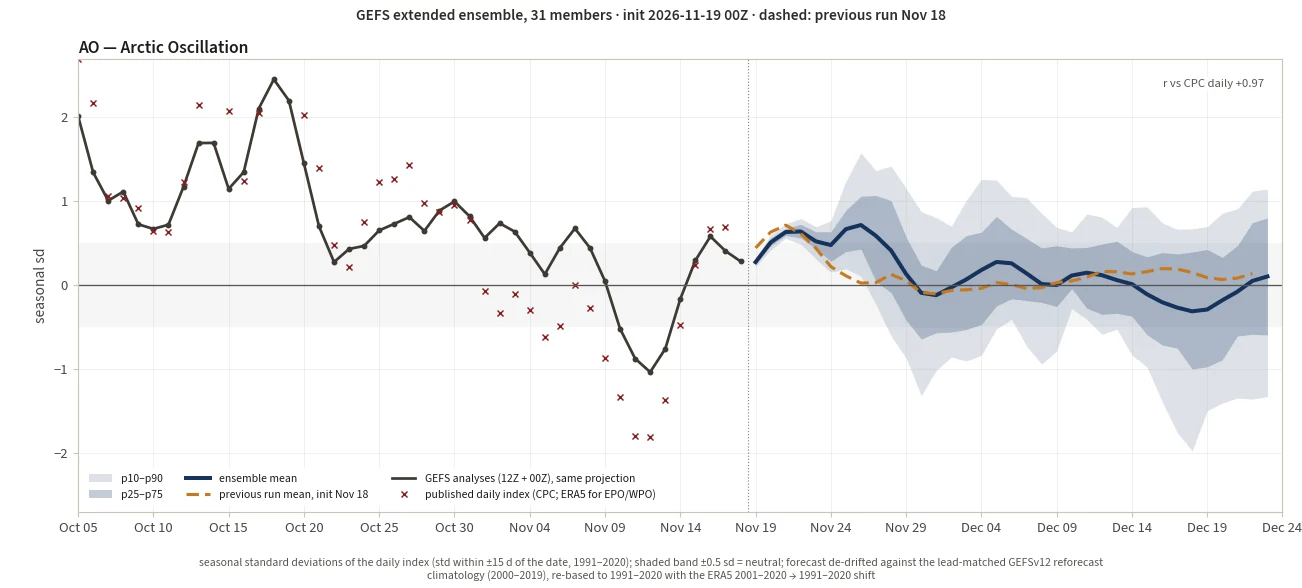 GEFS extended ensemble, 31 members · init 2026-11-19 00Z · dashed: previous run Nov 18
AO — Arctic Oscillation
r vs CPC daily +0.97
seasonal sd
2
1
0
−1
−2
p10–p90
ensemble mean
GEFS analyses (12Z + 00Z), same projection
p25–p75
previous run mean, init Nov 18
published daily index (CPC; ERA5 for EPO/WPO)
Oct 05 Oct 10 Oct 15 Oct 20 Oct 25 Oct 30 Nov 04 Nov 09 Nov 14 Nov 19 Nov 24 Nov 29 Dec 04 Dec 09 Dec 14 Dec 19 Dec 24
seasonal standard deviations of the daily index (std within ±15 d of the date, 1991–2020); shaded band ±0.5 sd = neutral; forecast de-drifted against the lead-matched GEFSv12 reforecast
climatology (2000–2019), re-based to 1991–2020 with the ERA5 2001–2020 → 1991–2020 shift